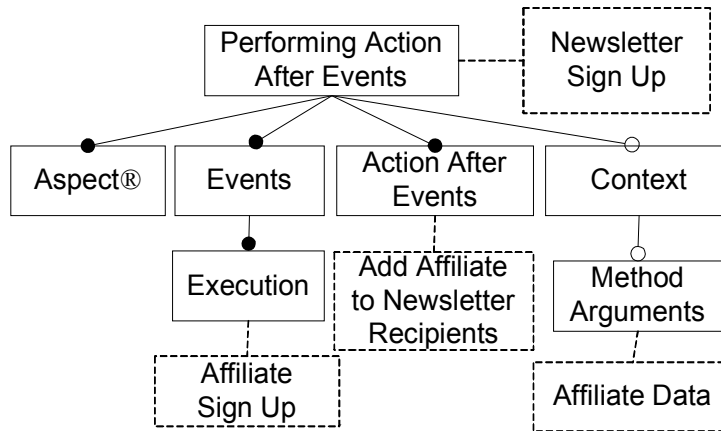 Performing Action
After Events
Newsletter
Sign Up
Aspect®
Events
Action After
Events
Context
Execution
Add Affiliate
to Newsletter
Recipients
Method
Arguments
Affiliate
Sign Up
Affiliate Data